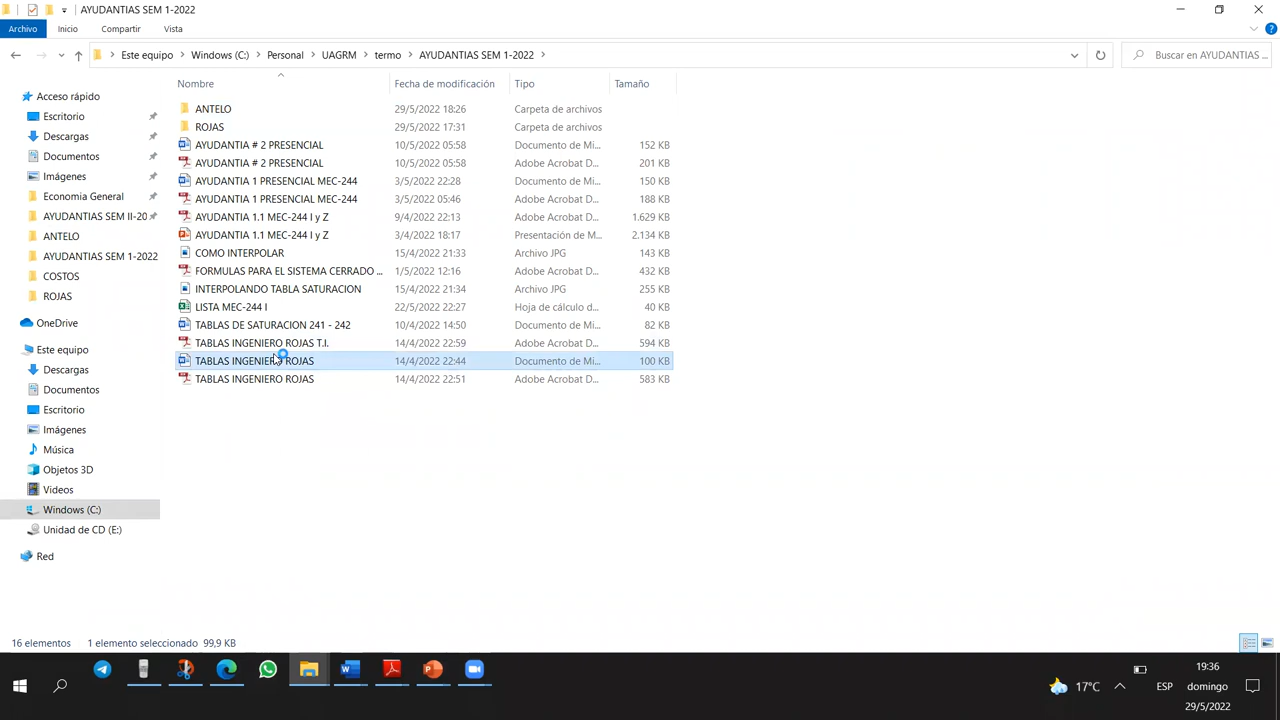 AYUDANTIAS SEM 1-2022
Archivo Inicio Compartir Vista
Este equipo Windows (C:) Personal UAGRM termo AYUDANTIAS SEM 1-2022
Buscar en AYUDANTIAS ...
Nombre Fecha de modificación Tipo Tamaño
ANTELO 29/5/2022 18:26 Carpeta de archivos
ROJAS 29/5/2022 17:31 Carpeta de archivos
AYUDANTIA # 2 PRESENCIAL 10/5/2022 05:58 Documento de Mi... 152 KB
AYUDANTIA # 2 PRESENCIAL 10/5/2022 05:58 Adobe Acrobat D... 201 KB
AYUDANTIA 1 PRESENCIAL MEC-244 3/5/2022 22:28 Documento de Mi... 150 KB
AYUDANTIA 1 PRESENCIAL MEC-244 3/5/2022 05:46 Adobe Acrobat D... 188 KB
AYUDANTIA 1.1 MEC-244 I y Z 9/4/2022 22:13 Adobe Acrobat D... 1.629 KB
AYUDANTIA 1.1 MEC-244 I y Z 3/4/2022 18:17 Presentación de M... 2.134 KB
COMO INTERPOLAR 15/4/2022 21:33 Archivo JPG 143 KB
FORMULAS PARA EL SISTEMA CERRADO ... 1/5/2022 12:16 Adobe Acrobat D... 432 KB
INTERPOLANDO TABLA SATURACION 15/4/2022 21:34 Archivo JPG 255 KB
LISTA MEC-244 I 22/5/2022 22:27 Hoja de cálculo d... 40 KB
TABLAS DE SATURACION 241 - 242 10/4/2022 14:50 Documento de Mi... 82 KB
TABLAS INGENIERO ROJAS T.I. 14/4/2022 22:59 Adobe Acrobat D... 594 KB
TABLAS INGENIERO ROJAS 14/4/2022 22:44 Documento de Mi... 100 KB
TABLAS INGENIERO ROJAS 14/4/2022 22:51 Adobe Acrobat D... 583 KB
Acceso rápido
Escritorio
Descargas
Documentos
Imágenes
Economia General
AYUDANTIAS SEM II-20
ANTELO
AYUDANTIAS SEM 1-2022
COSTOS
ROJAS
OneDrive
Este equipo
Descargas
Documentos
Escritorio
Imágenes
Música
Objetos 3D
Videos
Windows (C:)
Unidad de CD (E:)
Red
16 elementos 1 elemento seleccionado 99,9 KB
17°C ESP
19:36
domingo
29/5/2022